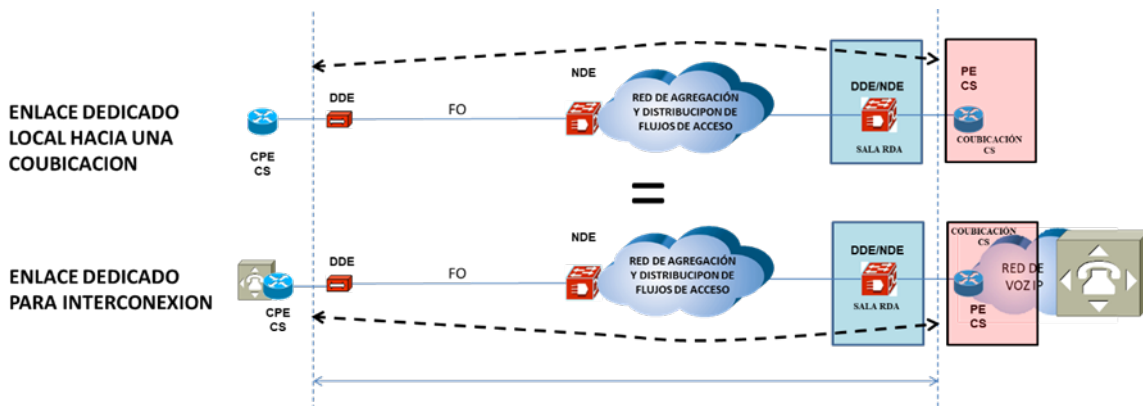 ENLACE DEDICADO
LOCAL HACIA UNA
COUBICACION
CPE
CS
DDE
FO
NDE
RED DE AGREGACIÓN
Y DISTRIBUCIPON DE
FLUJOS DE ACCESO
DDE/NDE
SALA RDA
PE
CS
COUBICACIÓN
CS
=
ENLACE DEDICADO
PARA INTERCONEXION
CPE
CS
DDE
FO
NDE
RED DE AGREGACIÓN
Y DISTRIBUCIPON DE
FLUJOS DE ACCESO
DDE/NDE
SALA RDA
COUBICACIÓN
CS
PE
CS
RED DE
VOZ IP